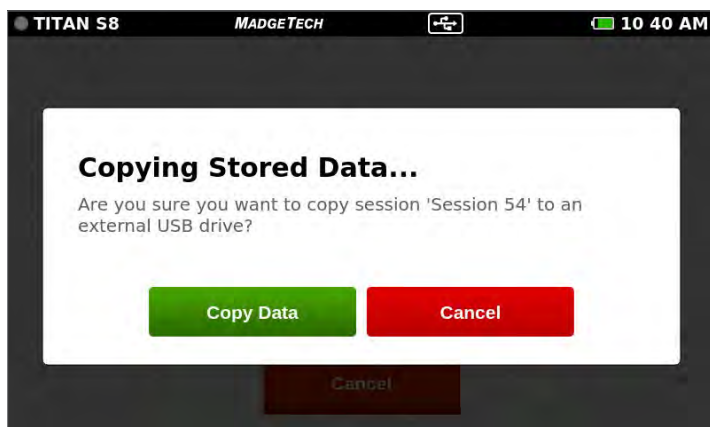 TITAN S8 MADGETECH 10 40 AM
Copying Stored Data...
Are you sure you want to copy session 'Session 54' to an
external USB drive?
Copy Data Cancel
Cancel